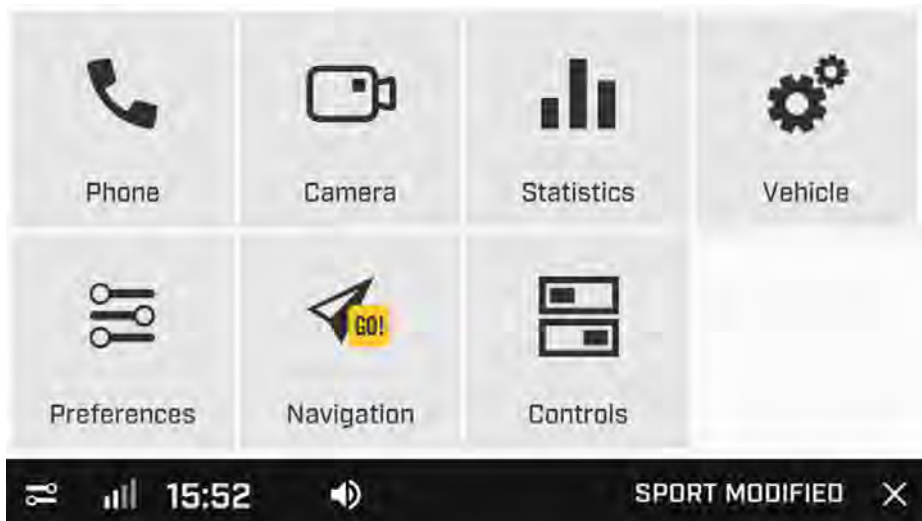 Phone
Camera
Statistics
Vehicle
GO!
Preferences
Navigation
Controls
15:52
SPORT MODIFIED